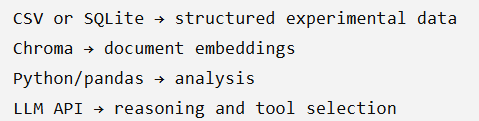 CSV or SQLite → structured experimental data
Chroma → document embeddings
Python/pandas → analysis
LLM API → reasoning and tool selection